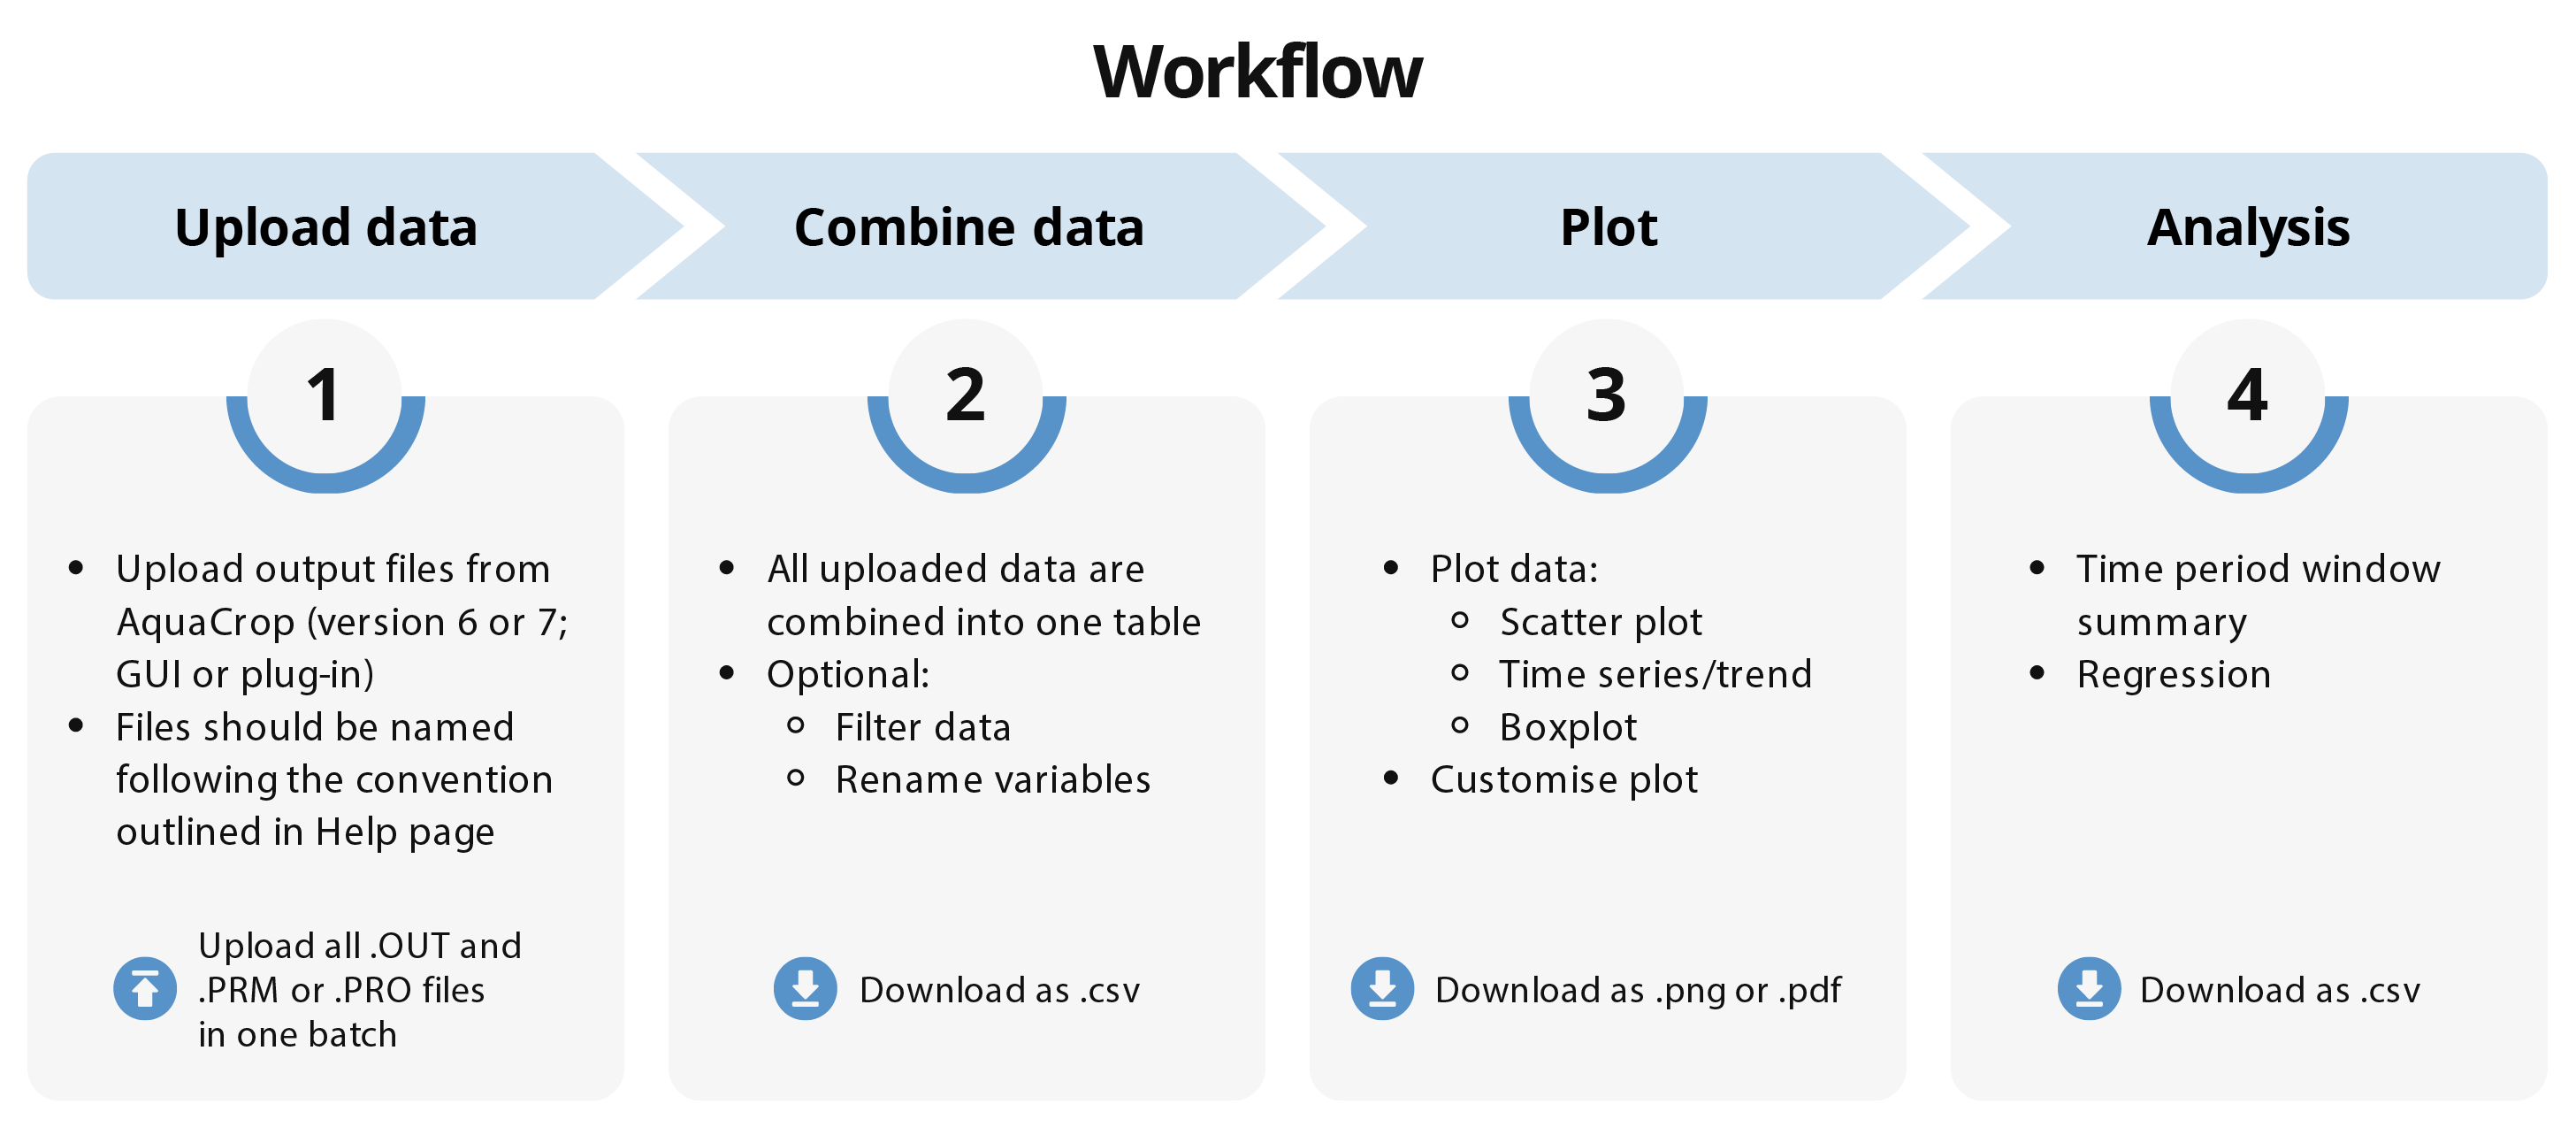 Workflow
Upload data
Combine data
Plot
Analysis
1
• Upload output files from
AquaCrop (version 6 or 7;
GUI or plug-in)
• Files should be named
following the convention
outlined in Help page
Upload all .OUT and
.PRM or .PRO files
in one batch
2
• All uploaded data are
combined into one table
• Optional:
○ Filter data
○ Rename variables
Download as .csv
3
• Plot data:
○ Scatter plot
○ Time series/trend
○ Boxplot
• Customise plot
Download as .png or .pdf
4
• Time period window
summary
• Regression
Download as .csv